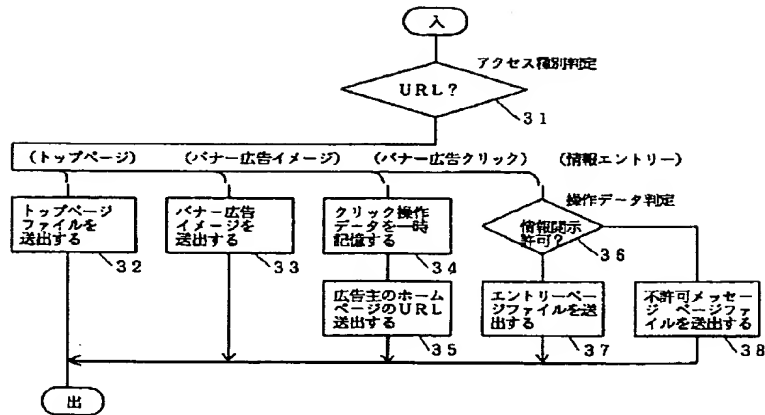 入
アクセス種別判定
URL?
31
(トップページ)
(バナー広告イメージ)
(バナー広告クリック)
(情報エントリー)
操作データ判定
トップページ
ファイルを
送出する
32
バナー広告
イメージを
送出する
33
クリック操作
データを一時
記憶する
34
情報開示
許可?
36
広告主のホーム
ページのURL
送出する
35
エントリーペー
ジファイルを送
出する
37
不許可メッセー
ジ ページファ
イルを送出する
38
出